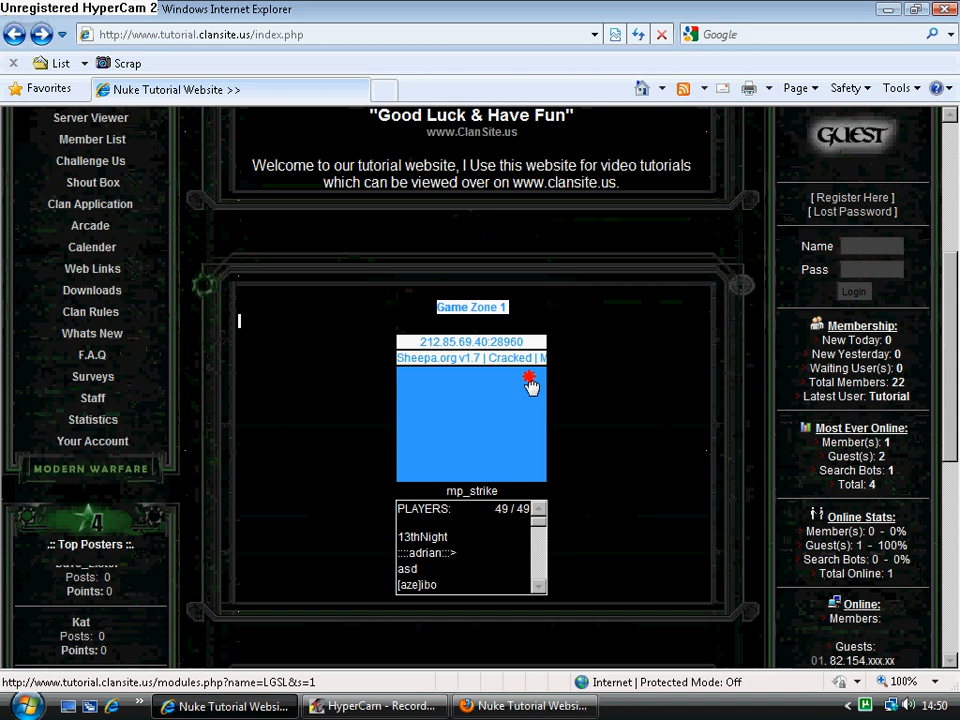 Unregistered HyperCam 2
Windows Internet Explorer
http://www.tutorial.clansite.us/index.php
Google
List
Scrap
Favorites
Nuke Tutorial Website >>
Page
Safety
Tools
Server Viewer
Member List
Challenge Us
Shout Box
Clan Application
Arcade
Calender
Web Links
Downloads
Clan Rules
Whats New
F.A.Q
Surveys
Staff
Statistics
Your Account
MODERN WARFARE
4
.:: Top Posters ::.
Posts: 0
Points: 0
Kat
Posts: 0
Points: 0
"Good Luck & Have Fun"
www.ClanSite.us
Welcome to our tutorial website, I Use this website for video tutorials
which can be viewed over on www.clansite.us.
Game Zone 1
212.85.69.40:28960
Sheepa.org v1.7 | Cracked | M
mp_strike
PLAYERS: 49 / 49
13thNight
::::adrian:::>
asd
[aze]ibo
GUEST
[ Register Here ]
[ Lost Password ]
Name
Pass
Login
Membership:
New Today: 0
New Yesterday: 0
Waiting User(s): 0
Total Members: 22
Latest User: Tutorial
Most Ever Online:
Member(s): 1
Guest(s): 2
Search Bots: 1
Total: 4
Online Stats:
Member(s): 0 - 0%
Guest(s): 1 - 100%
Search Bots: 0 - 0%
Total Online: 1
Online:
Members:
Guests:
01. 82.154.xxx.xx
http://www.tutorial.clansite.us/modules.php?name=LGSL&s=1
Internet | Protected Mode: Off
100%
Nuke Tutorial Websi...
HyperCam - Record...
Nuke Tutorial Websi...
14:50